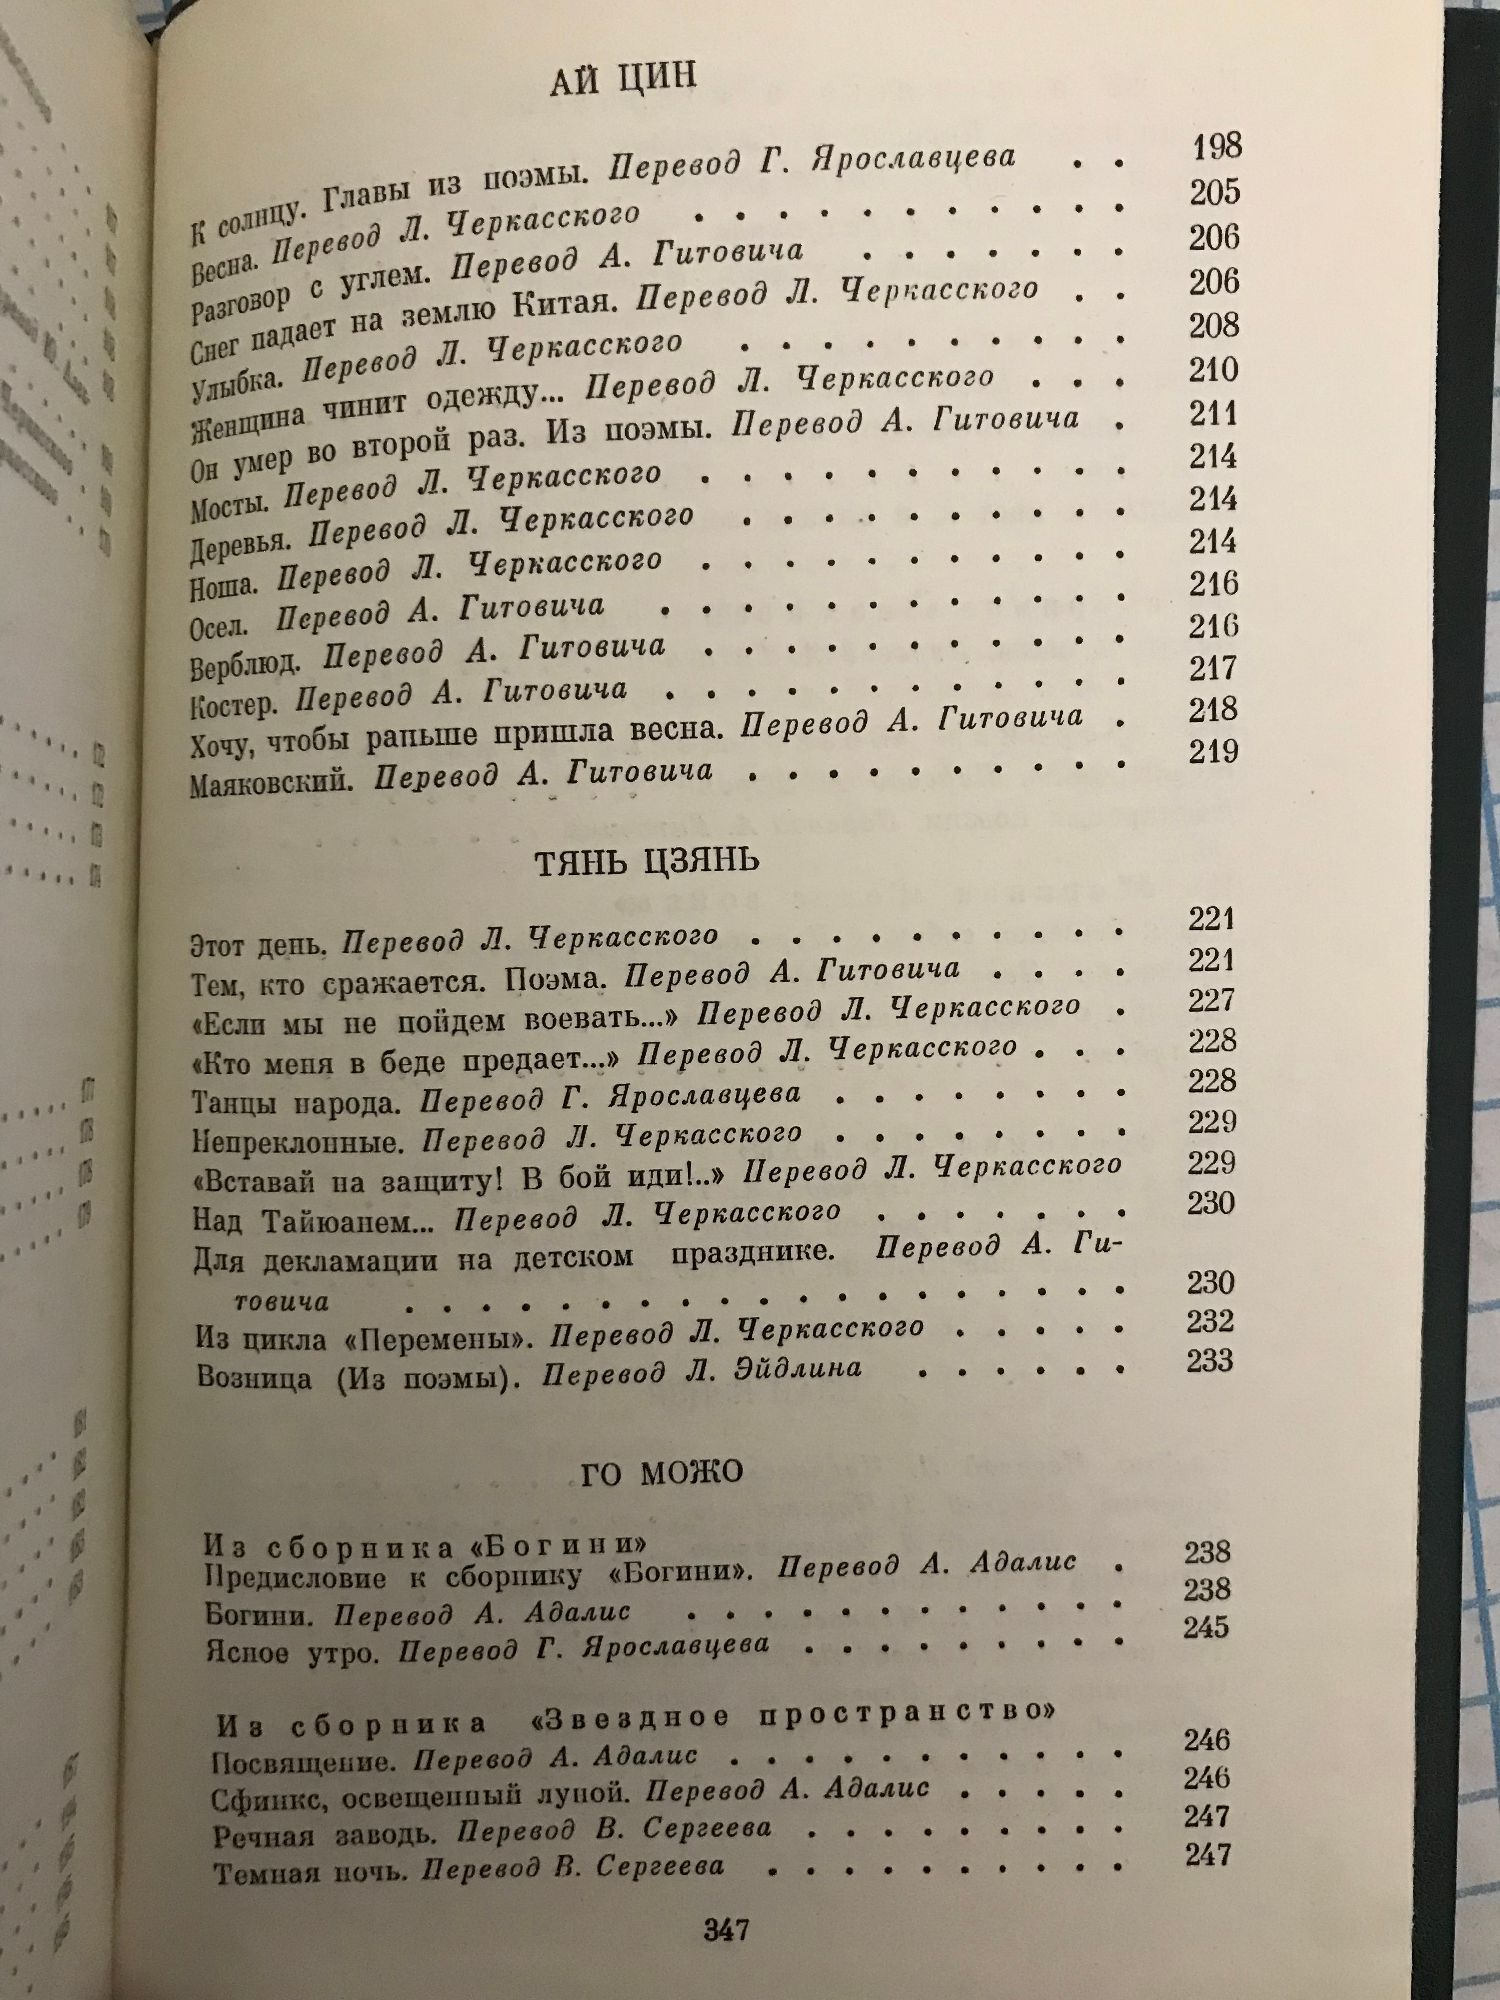 АЙ ЦИН
К солнцу. Главы из поэмы. Перевод Г. Ярославцева . . 198
Весна. Перевод Л. Черкасского . . . . . . . . . . . 205
Разговор с углем. Перевод А. Гитовича . . . . . . . 206
Снег падает на землю Китая. Перевод Л. Черкасского . . 206
Улыбка. Перевод Л. Черкасского . . . . . . . . . . 208
Женщина чинит одежду... Перевод Л. Черкасского . . . 210
Он умер во второй раз. Из поэмы. Перевод А. Гитовича . 211
Мосты. Перевод Л. Черкасского . . . . . . . . . . . 214
Деревья. Перевод Л. Черкасского . . . . . . . . . . 214
Ноша. Перевод Л. Черкасского . . . . . . . . . . . 214
Осел. Перевод А. Гитовича . . . . . . . . . . . . 216
Верблюд. Перевод А. Гитовича . . . . . . . . . . . 216
Костер. Перевод А. Гитовича . . . . . . . . . . . . 217
Хочу, чтобы раньше пришла весна. Перевод А. Гитовича . 218
Маяковский. Перевод А. Гитовича . . . . . . . . . . 219
ТЯНЬ ЦЗЯНЬ
Этот день. Перевод Л. Черкасского . . . . . . . . . . 221
Тем, кто сражается. Поэма. Перевод А. Гитовича . . . . 221
«Если мы не пойдем воевать...» Перевод Л. Черкасского . 227
«Кто меня в беде предает...» Перевод Л. Черкасского . . . 228
Танцы народа. Перевод Г. Ярославцева . . . . . . . . 228
Непреклонные. Перевод Л. Черкасского . . . . . . . . 229
«Вставай на защиту! В бой иди!..» Перевод Л. Черкасского 229
Над Тайюанем... Перевод Л. Черкасского . . . . . . . 230
Для декламации на детском празднике. Перевод А. Ги-
товича . . . . . . . . . . . . . . . . . . . 230
Из цикла «Перемены». Перевод Л. Черкасского . . . . . 232
Возница (Из поэмы). Перевод Л. Эйдлина . . . . . . 233
ГО МОЖО
Из сборника «Богини»
Предисловие к сборнику «Богини». Перевод А. Адалис . 238
Богини. Перевод А. Адалис . . . . . . . . . . . . 238
Ясное утро. Перевод Г. Ярославцева . . . . . . . . . 245
Из сборника «Звездное пространство»
Посвящение. Перевод А. Адалис . . . . . . . . . . . 246
Сфинкс, освещенный луной. Перевод А. Адалис . . . . . 246
Речная заводь. Перевод В. Сергеева . . . . . . . . . 247
Темная ночь. Перевод В. Сергеева . . . . . . . . . . 247
347